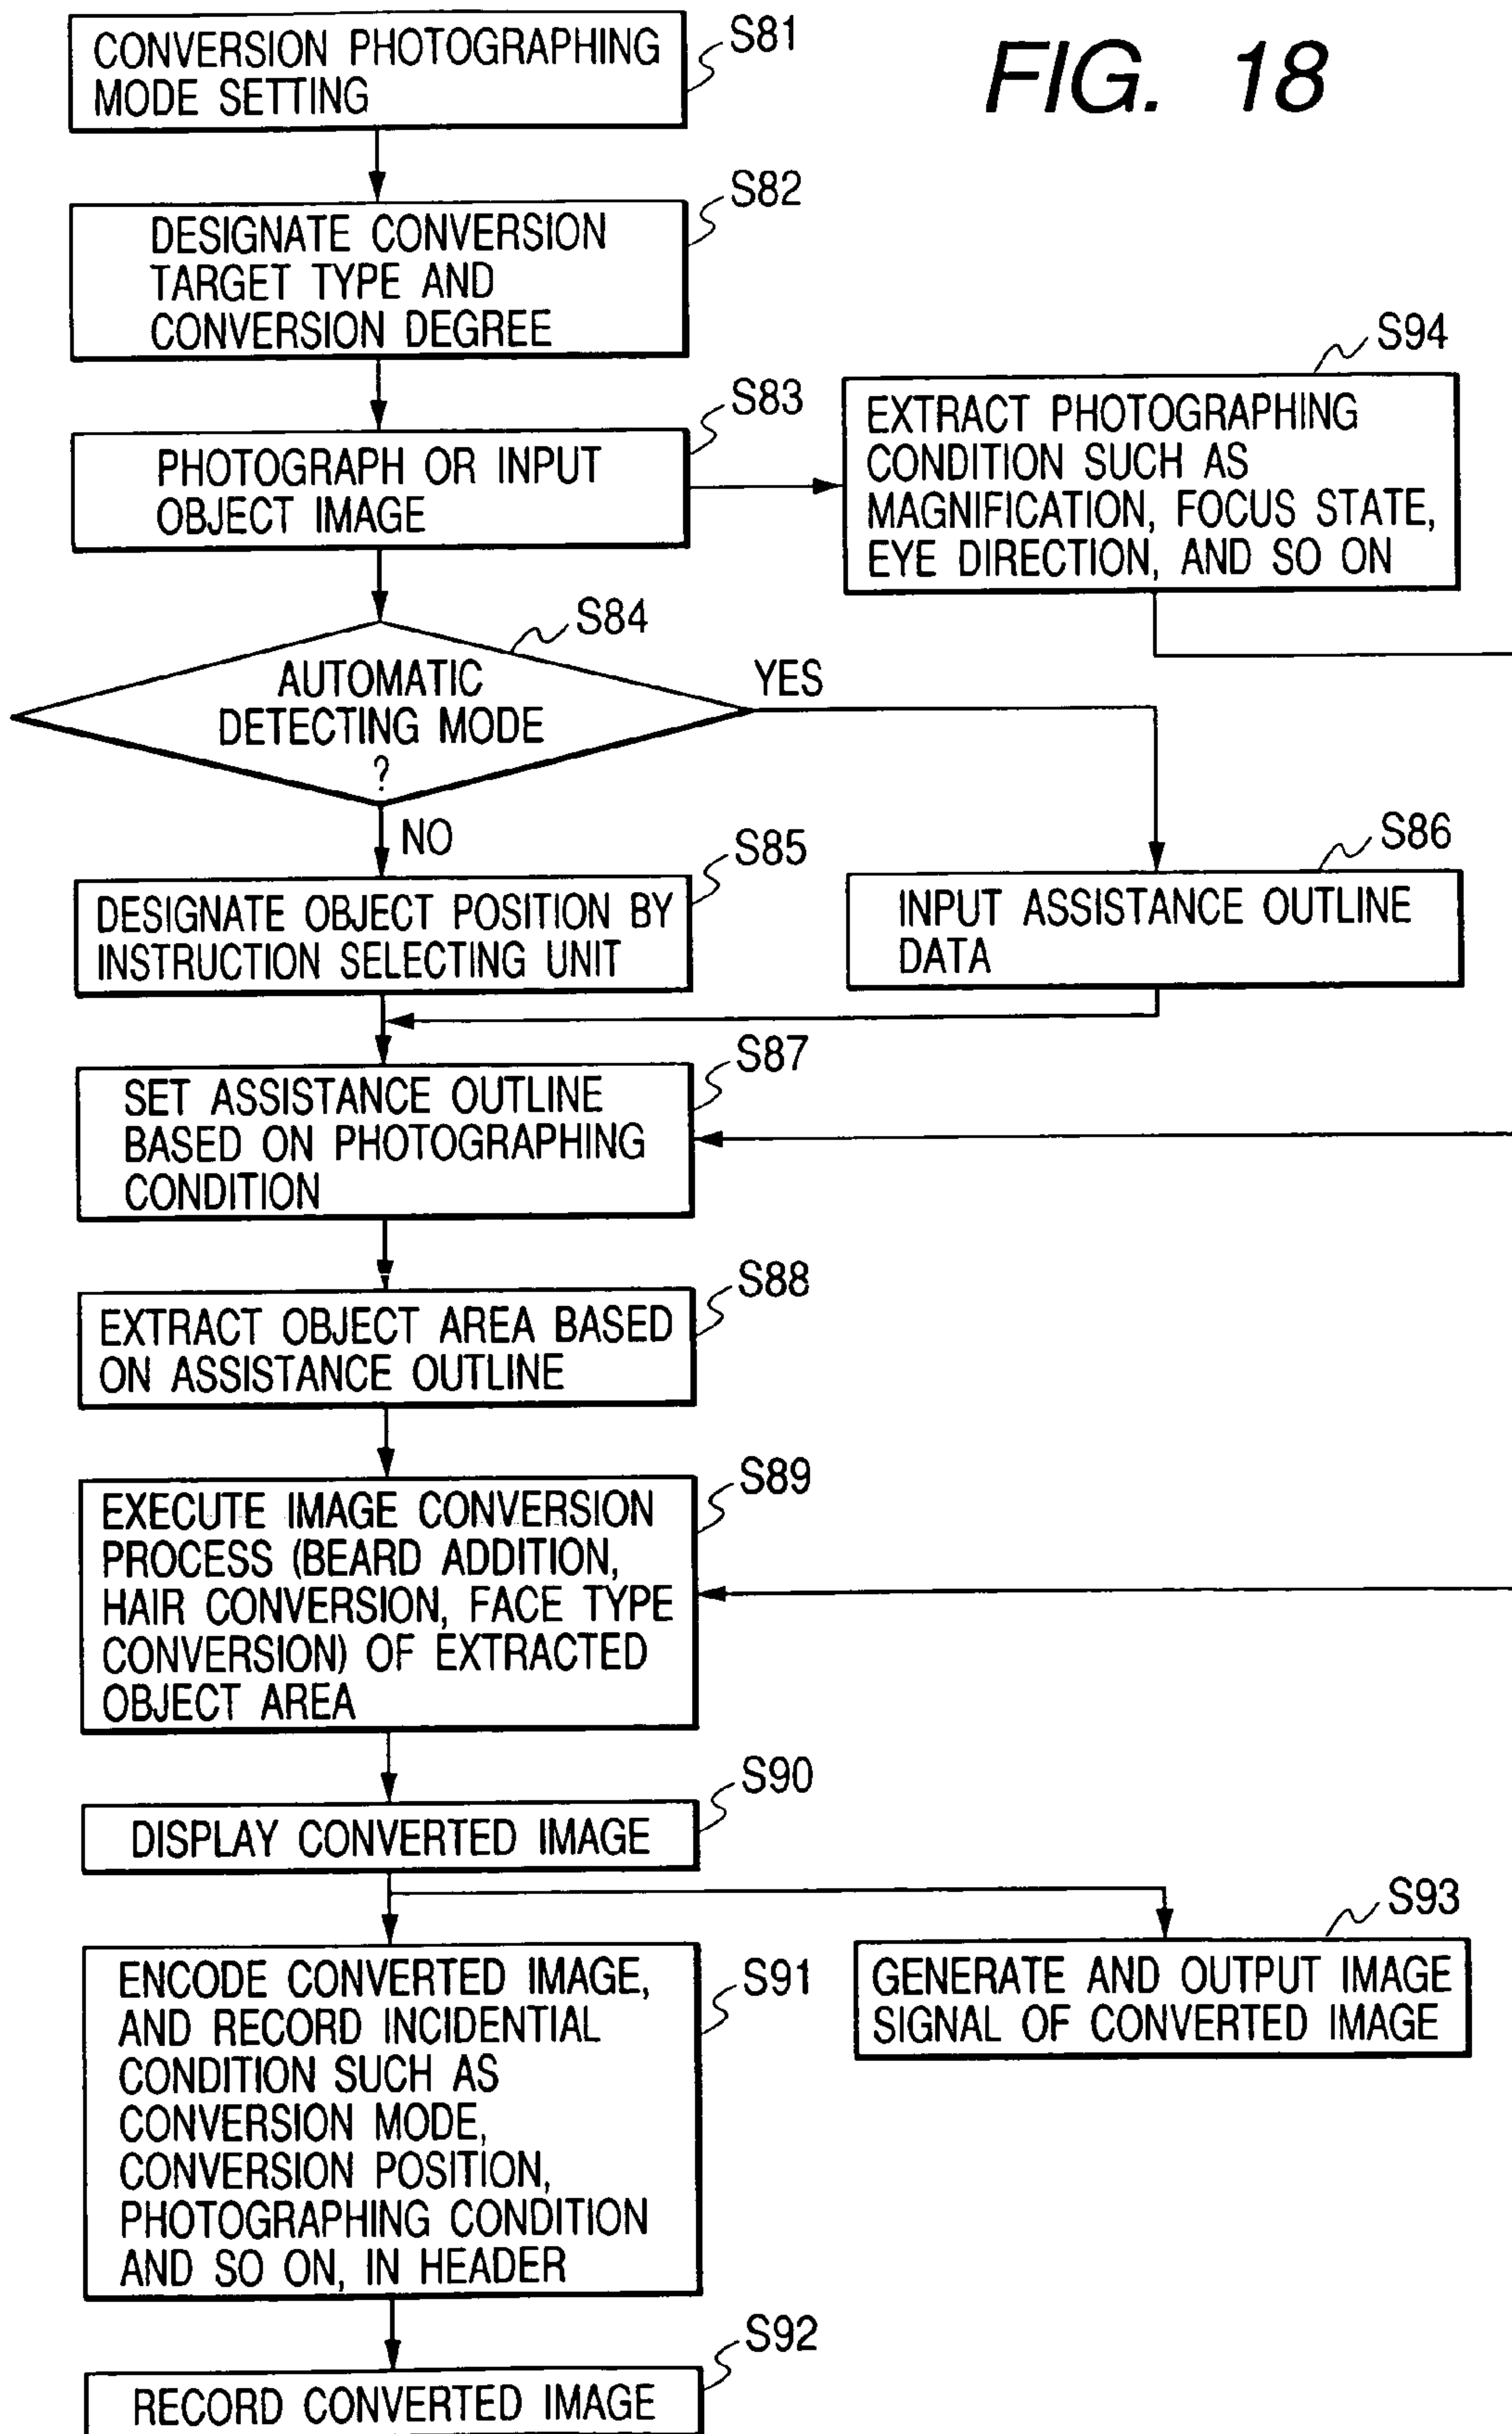 FIG. 18
CONVERSION PHOTOGRAPHING
MODE SETTING
S81
DESIGNATE CONVERSION
TARGET TYPE AND
CONVERSION DEGREE
S82
PHOTOGRAPH OR INPUT
OBJECT IMAGE
S83
EXTRACT PHOTOGRAPHING
CONDITION SUCH AS
MAGNIFICATION, FOCUS STATE,
EYE DIRECTION, AND SO ON
S94
AUTOMATIC
DETECTING MODE
?
S84
YES
NO
DESIGNATE OBJECT POSITION BY
INSTRUCTION SELECTING UNIT
S85
INPUT ASSISTANCE OUTLINE
DATA
S86
SET ASSISTANCE OUTLINE
BASED ON PHOTOGRAPHING
CONDITION
S87
EXTRACT OBJECT AREA BASED
ON ASSISTANCE OUTLINE
S88
EXECUTE IMAGE CONVERSION
PROCESS (BEARD ADDITION,
HAIR CONVERSION, FACE TYPE
CONVERSION) OF EXTRACTED
OBJECT AREA
S89
DISPLAY CONVERTED IMAGE
S90
ENCODE CONVERTED IMAGE,
AND RECORD INCIDENTIAL
CONDITION SUCH AS
CONVERSION MODE,
CONVERSION POSITION,
PHOTOGRAPHING CONDITION
AND SO ON, IN HEADER
S91
GENERATE AND OUTPUT IMAGE
SIGNAL OF CONVERTED IMAGE
S93
RECORD CONVERTED IMAGE
S92